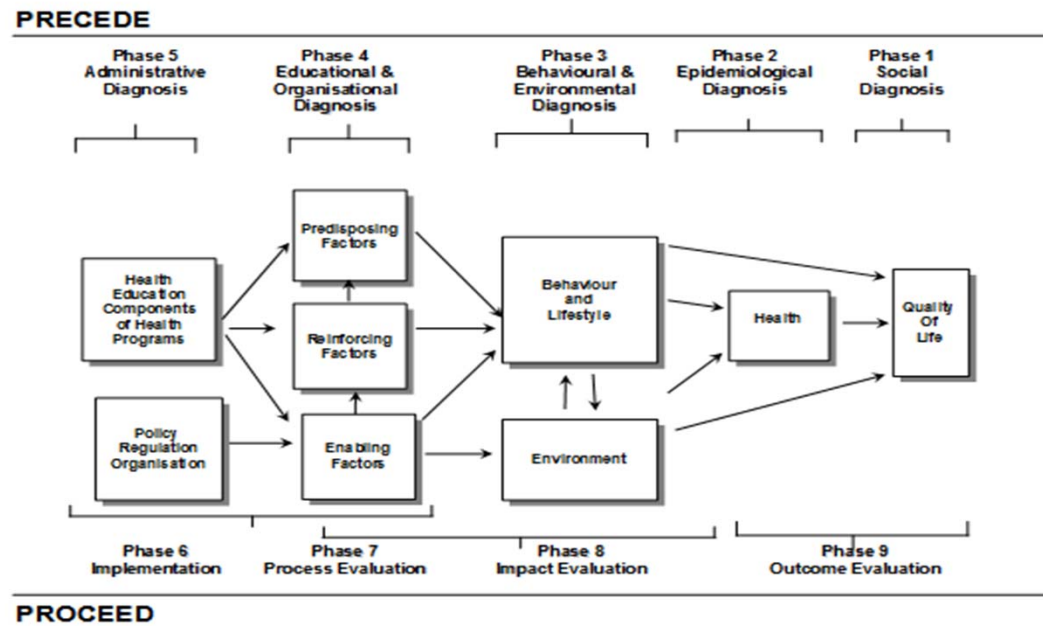 PRECEDE
Phase 5
Administrative
Diagnosis
Phase 4
Educational &
Organisational
Diagnosis
Phase 3
Behavioural &
Environmental
Diagnosis
Phase 2
Epidemiological
Diagnosis
Phase 1
Social
Diagnosis
Health
Education
Components
of Health
Programs
Policy
Regulation
Organisation
Predisposing
Factors
Reinforcing
Factors
Enabling
Factors
Behaviour
and
Lifestyle
Environment
Health
Quality
Of
Life
Phase 6
Implementation
Phase 7
Process Evaluation
Phase 8
Impact Evaluation
Phase 9
Outcome Evaluation
PROCEED